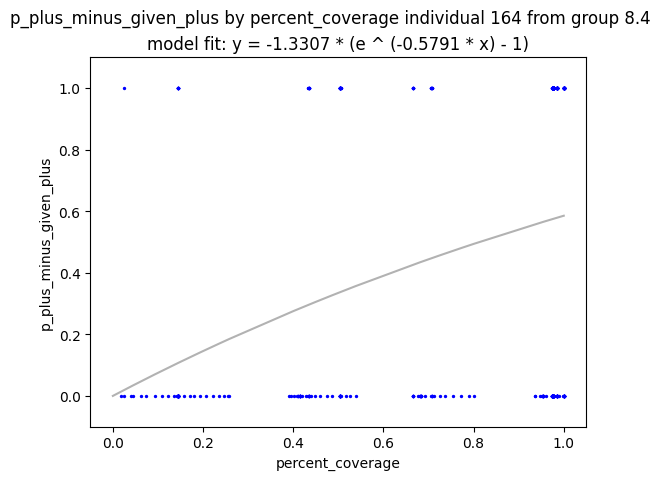 p_plus_minus_given_plus by percent_coverage individual 164 from group 8.4
model fit: y = -1.3307 * (e ^ (-0.5791 * x) - 1)
1.0
0.8
0.6
0.4
0.2
0.0
p_plus_minus_given_plus
0.0 0.2 0.4 0.6 0.8 1.0
percent_coverage